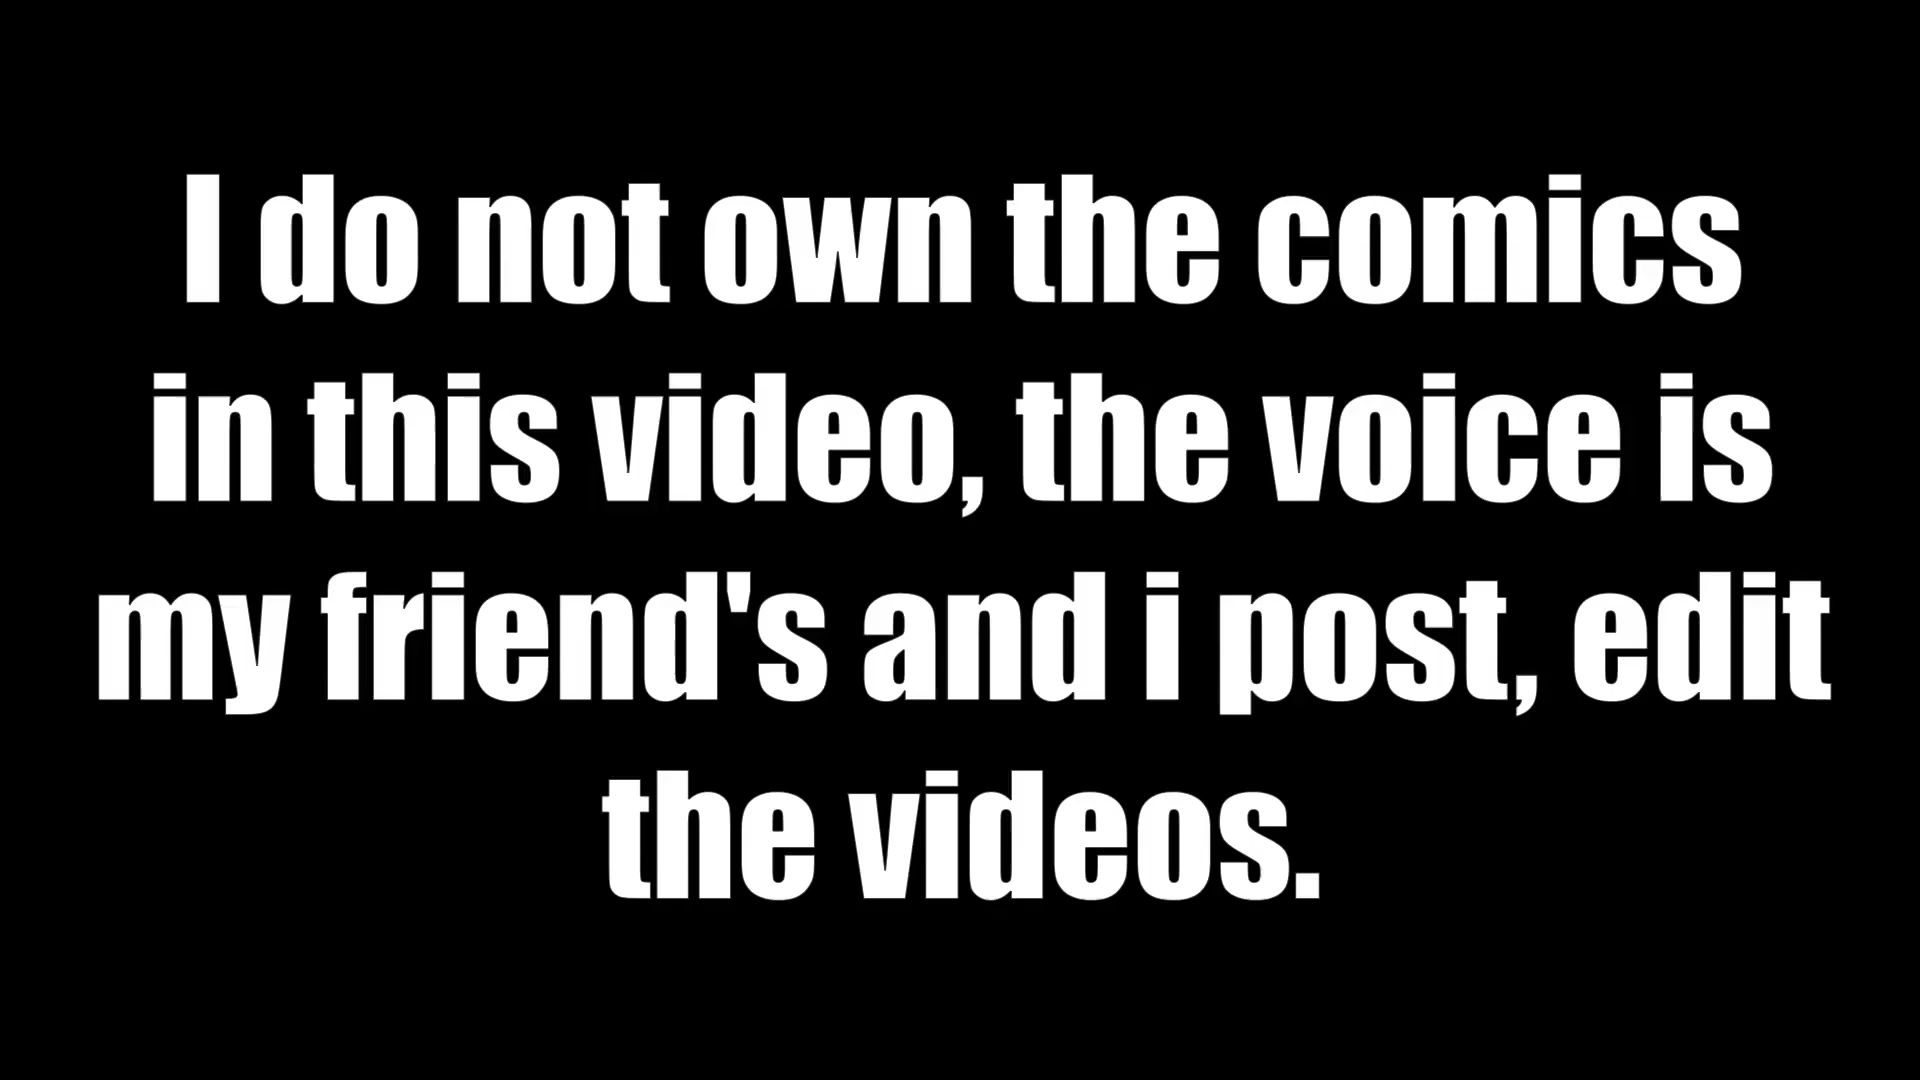 I do not own the comics
in this video, the voice is
my friend's and i post, edit
the videos.